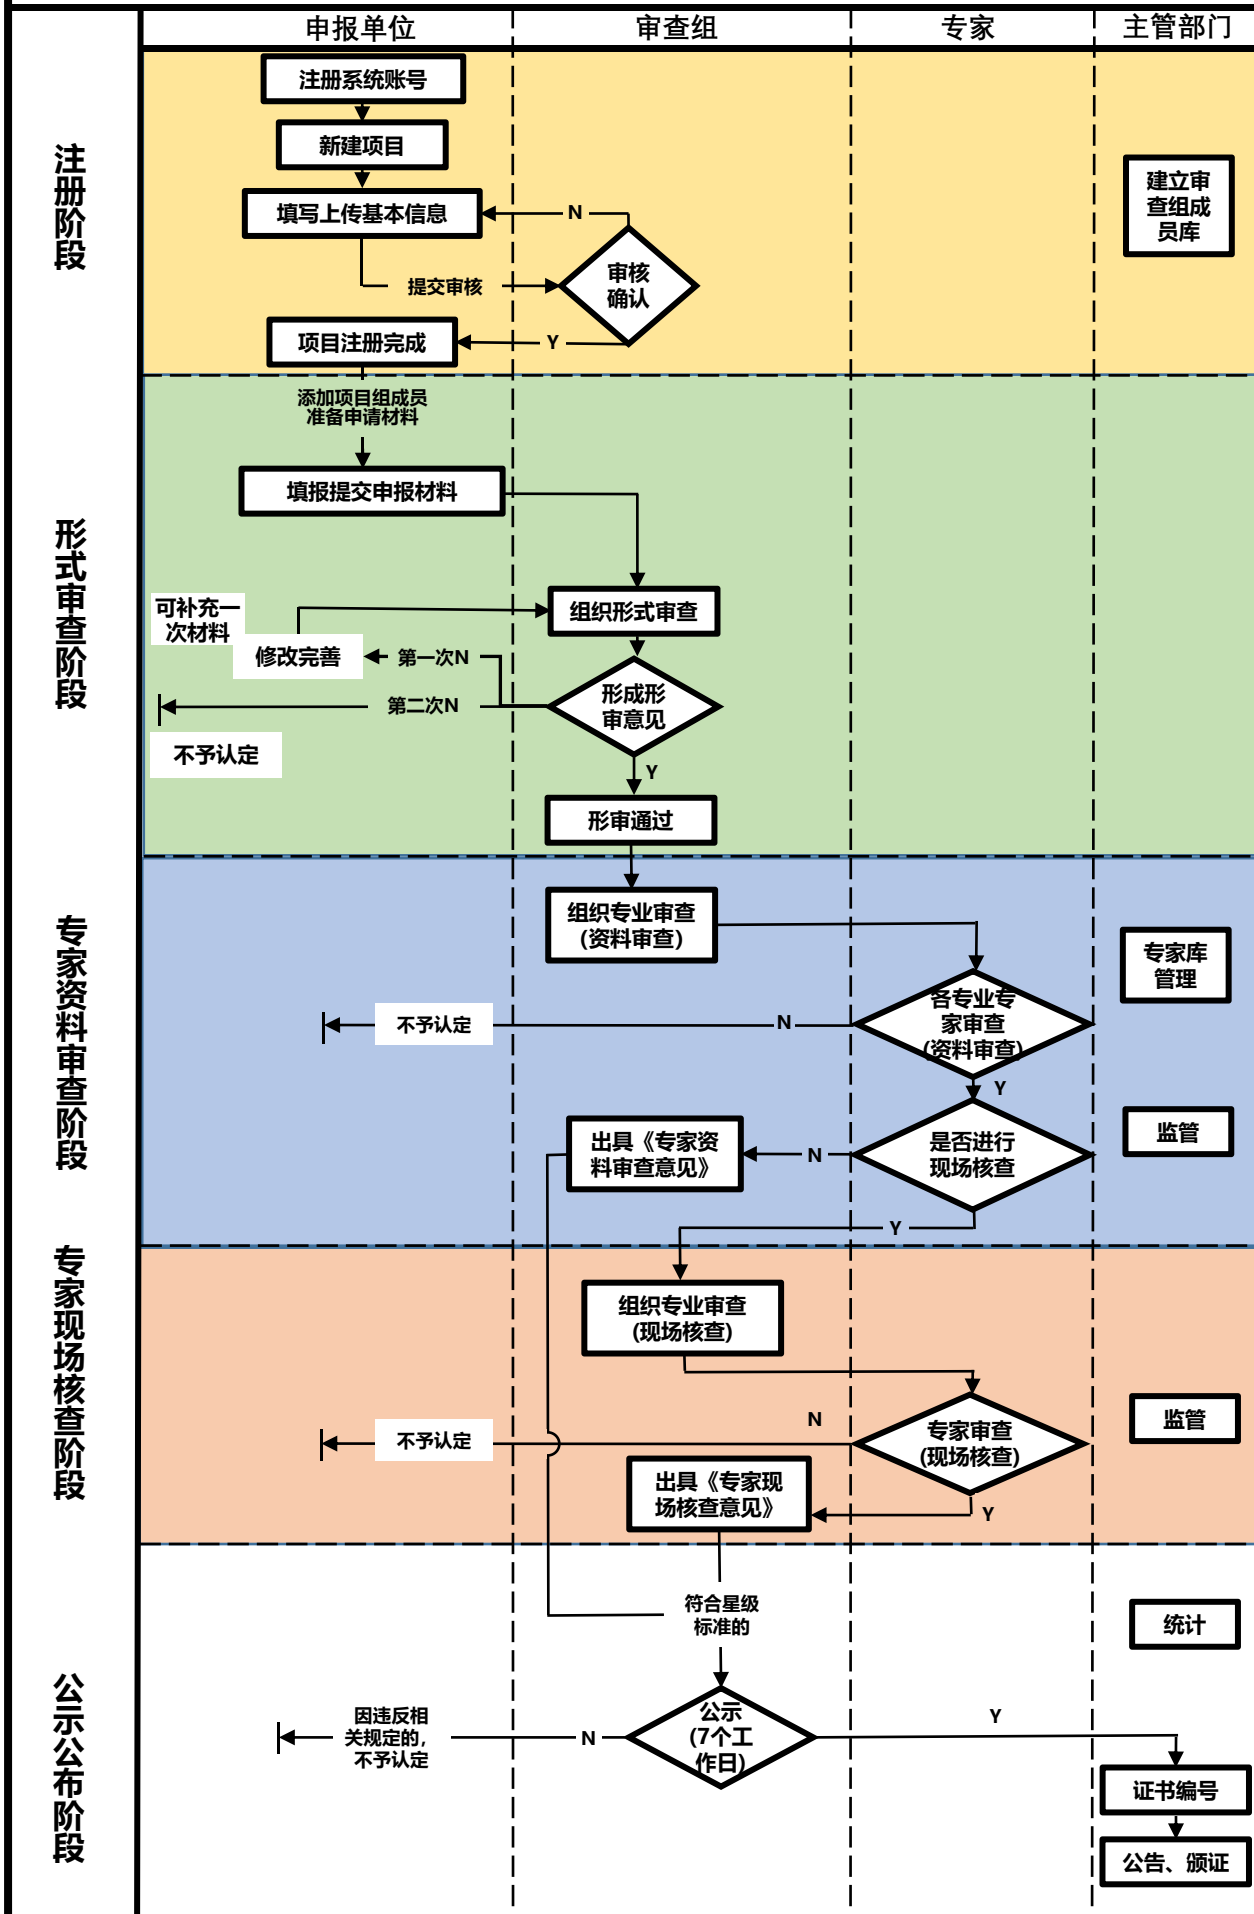 申报单位
审查组
专家
主管部门
注册阶段
注册系统账号
新建项目
填写上传基本信息
N
审核
确认
提交审核
项目注册完成
Y
建立审
查组成
员库
形式审查阶段
添加项目组成员
准备申请材料
填报提交申报材料
组织形式审查
可补充一
次材料
修改完善
第一次N
形成形
审意见
第二次N
不予认定
Y
形审通过
专家资料审查阶段
组织专业审查
(资料审查)
专家库
管理
各专业专
家审查
(资料审查)
N
不予认定
Y
是否进行
现场核查
N
出具《专家资
料审查意见》
监管
Y
专家现场核查阶段
组织专业审查
(现场核查)
专家审查
(现场核查)
N
不予认定
监管
出具《专家现
场核查意见》
Y
公示公布阶段
符合星级
标准的
统计
公示
(7个工
作日)
N
因违反相
关规定的，
不予认定
Y
证书编号
公告、颁证